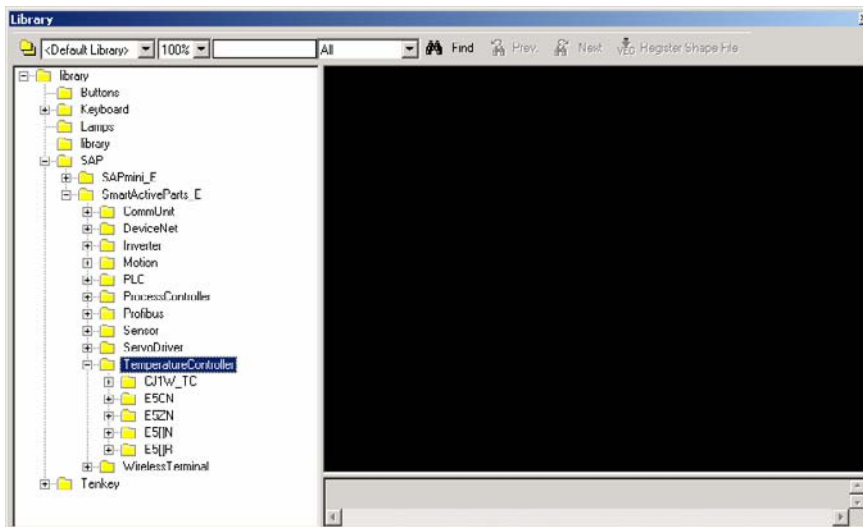 Library
<Default Library> 100% All Find Prev. Next VEC Register Shape File
library
Buttons
Keyboard
Lamps
library
SAP
SAPmini_E
SmartActiveParts_E
CommUnit
DeviceNet
Inverter
Motion
PLC
ProcessController
Profibus
Sensor
ServoDriver
TemperatureController
CJ1W_TC
E5CN
E5ZN
E5[]N
E5[]R
WirelessTerminal
Tenkey